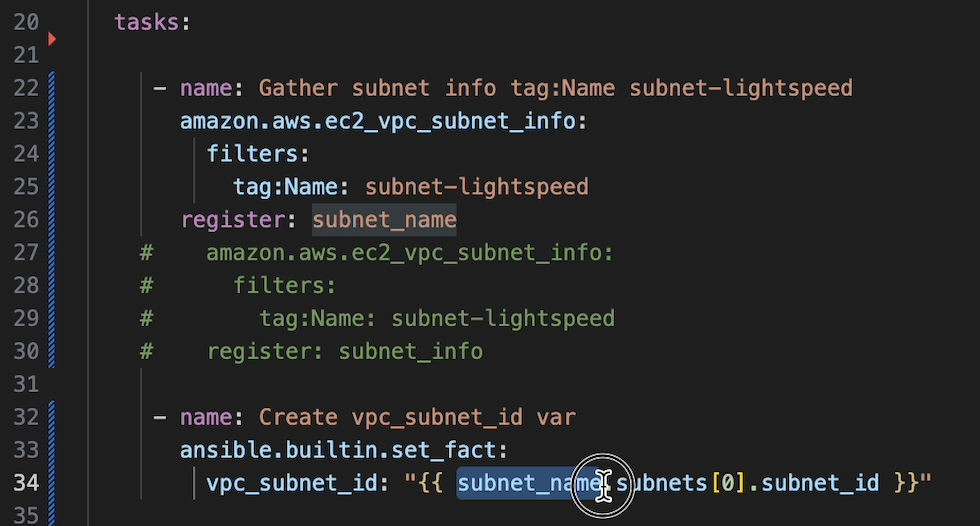 20 tasks:
21
22 - name: Gather subnet info tag:Name subnet-lightspeed
23 amazon.aws.ec2_vpc_subnet_info:
24 filters:
25 tag:Name: subnet-lightspeed
26 register: subnet_name
27 # amazon.aws.ec2_vpc_subnet_info:
28 # filters:
29 # tag:Name: subnet-lightspeed
30 # register: subnet_info
31
32 - name: Create vpc_subnet_id var
33 ansible.builtin.set_fact:
34 vpc_subnet_id: "{{ subnet_name.subnets[0].subnet_id }}"
35